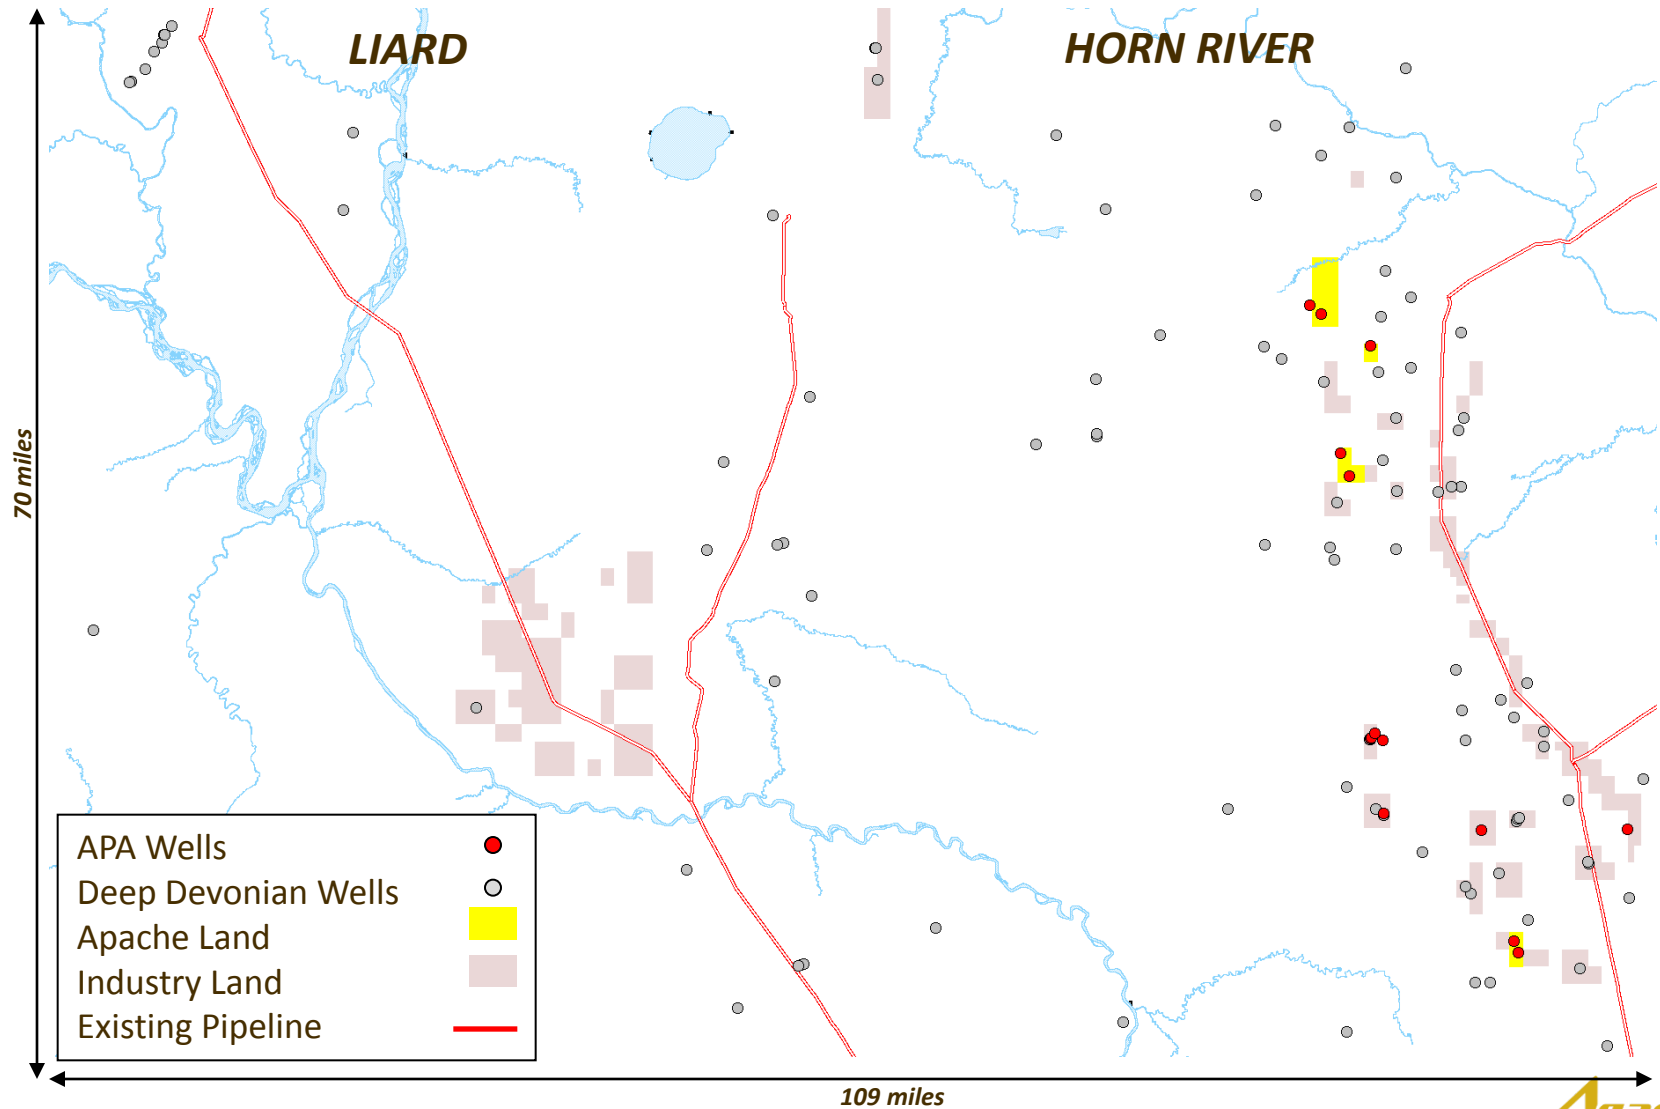 LIARD
HORN RIVER
70 miles
APA Wells
Deep Devonian Wells
Apache Land
Industry Land
Existing Pipeline
109 miles